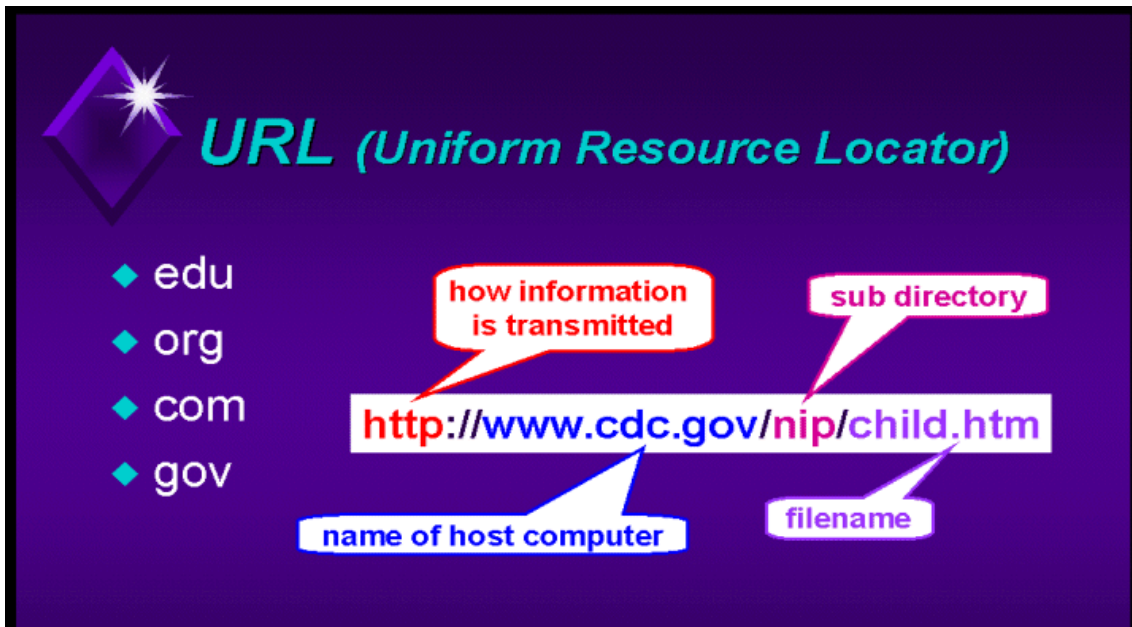 URL (Uniform Resource Locator)
edu
org
com
gov
how information
is transmitted
sub directory
http://www.cdc.gov/nip/child.htm
name of host computer
filename